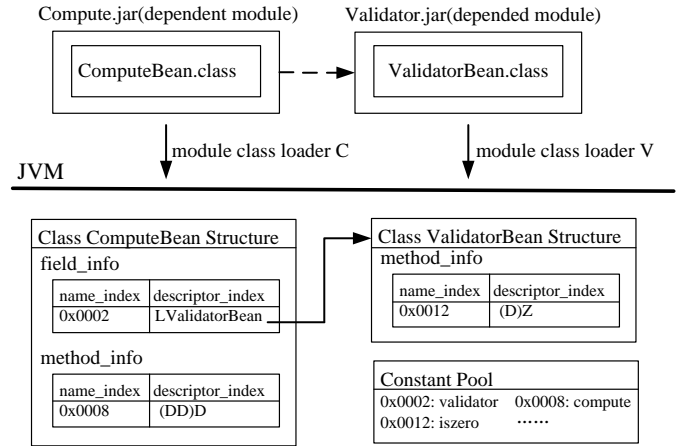 Compute.jar(dependent module)
Validator.jar(depended module)
ComputeBean.class
ValidatorBean.class
module class loader C
module class loader V
JVM
Class ComputeBean Structure
field_info
name_index descriptor_index
0x0002 LValidatorBean
method_info
name_index descriptor_index
0x0008 (DD)D
Class ValidatorBean Structure
method_info
name_index descriptor_index
0x0012 (D)Z
Constant Pool
0x0002: validator 0x0008: compute
0x0012: iszero ······